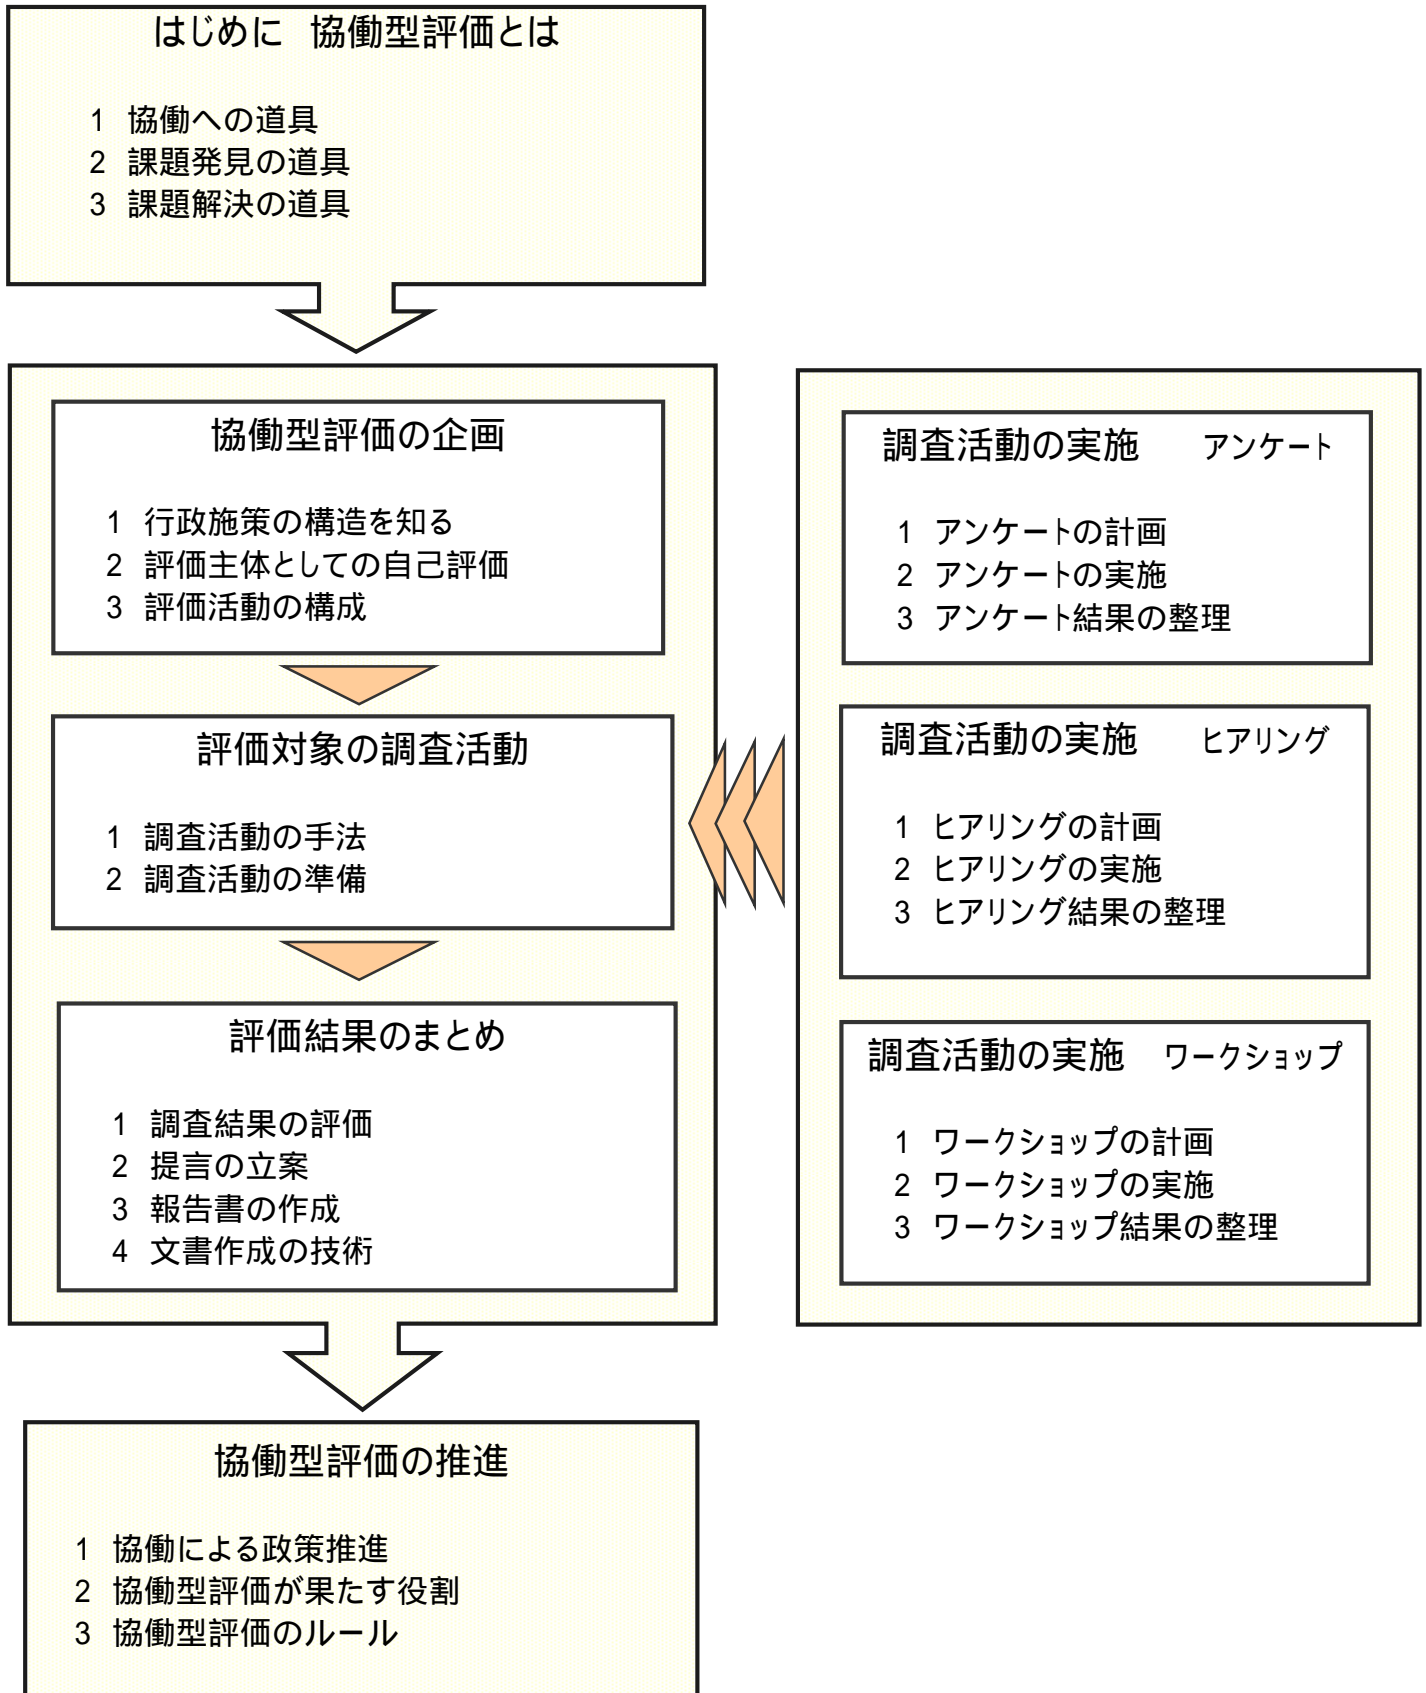 はじめに 協働型評価とは
1 協働への道具
2 課題発見の道具
3 課題解決の道具
協働型評価の企画
1 行政施策の構造を知る
2 評価主体としての自己評価
3 評価活動の構成
評価対象の調査活動
1 調査活動の手法
2 調査活動の準備
評価結果のまとめ
1 調査結果の評価
2 提言の立案
3 報告書の作成
4 文書作成の技術
調査活動の実施 アンケート
1 アンケートの計画
2 アンケートの実施
3 アンケート結果の整理
調査活動の実施 ヒアリング
1 ヒアリングの計画
2 ヒアリングの実施
3 ヒアリング結果の整理
調査活動の実施 ワークショップ
1 ワークショップの計画
2 ワークショップの実施
3 ワークショップ結果の整理
協働型評価の推進
1 協働による政策推進
2 協働型評価が果たす役割
3 協働型評価のルール